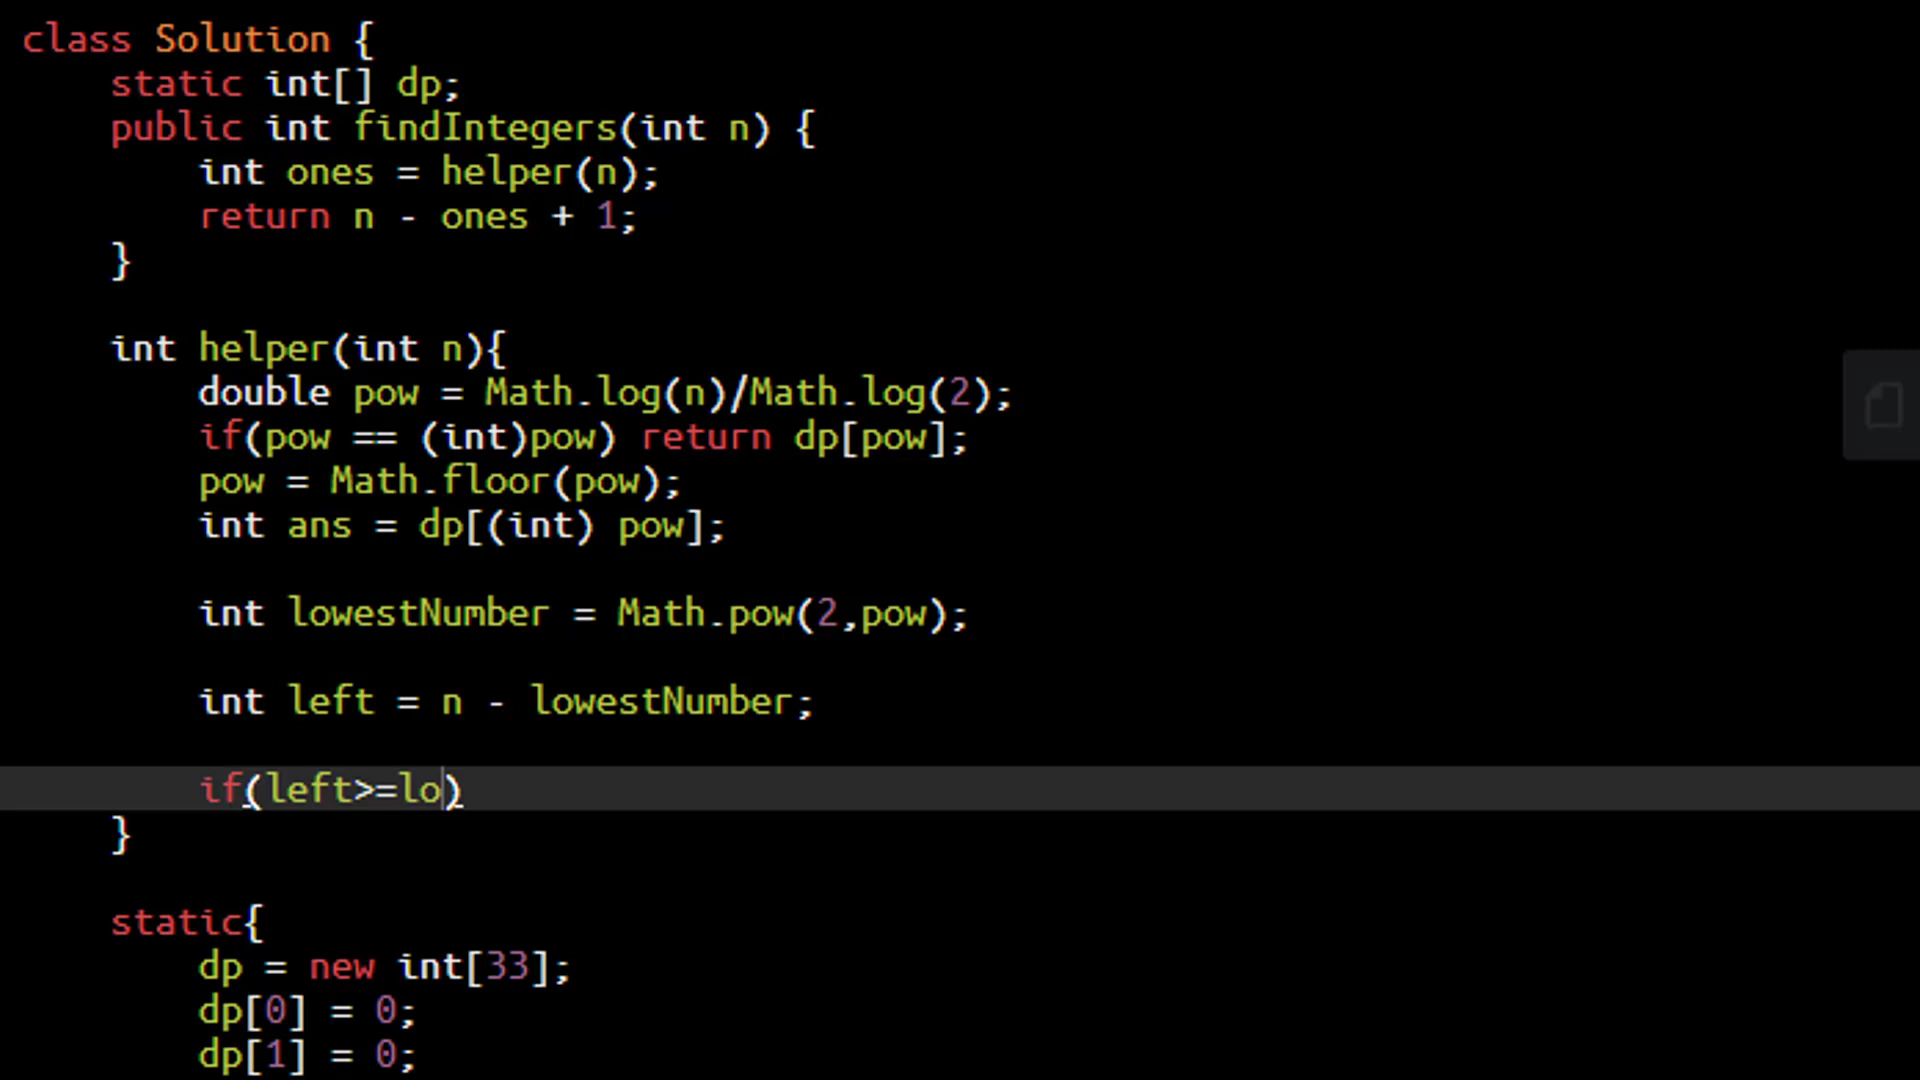 class Solution {
static int[] dp;
public int findIntegers(int n) {
int ones = helper(n);
return n - ones + 1;
}
int helper(int n){
double pow = Math.log(n)/Math.log(2);
if(pow == (int)pow) return dp[pow];
pow = Math.floor(pow);
int ans = dp[(int) pow];
int lowestNumber = Math.pow(2,pow);
int left = n - lowestNumber;
if(left>=lo)
}
static{
dp = new int[33];
dp[0] = 0;
dp[1] = 0;